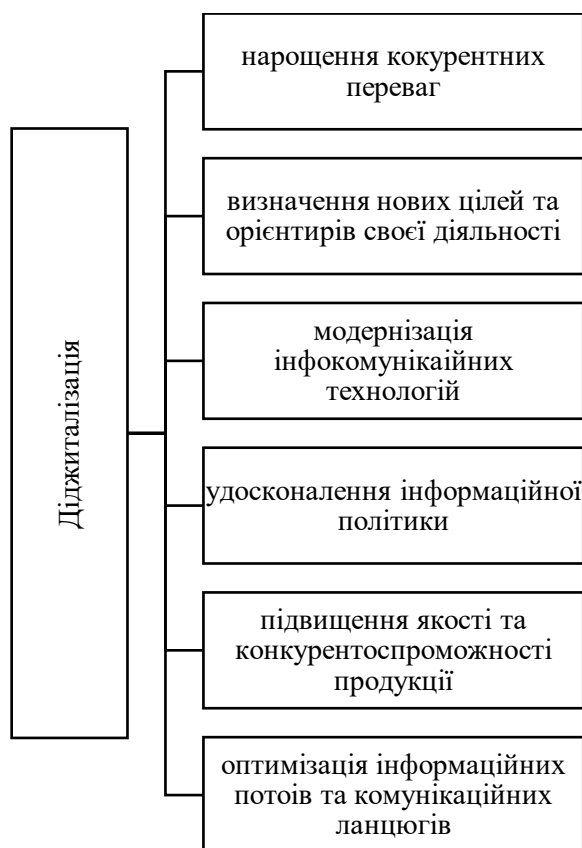 Діджиталізація
нарощення кокурентних
переваг
визначення нових цілей та
орієнтирів своєї діяльності
модернізація
інфокомунікаійних
технологій
удосконалення інформаційної
політики
підвищення якості та
конкурентоспроможності
продукції
оптимізація інформаційних
потоів та комунікаційних
ланцюгів